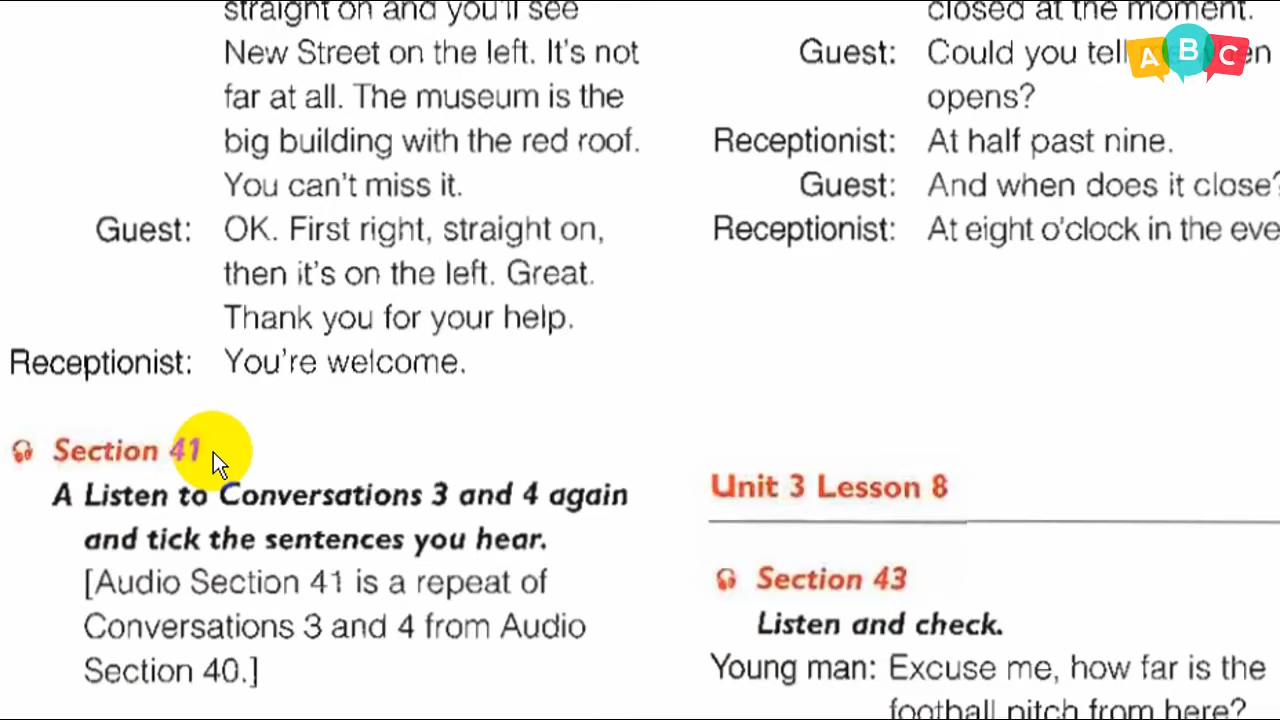 straight on and you'll see
New Street on the left. It's not
far at all. The museum is the
big building with the red roof.
You can't miss it.
Guest: OK. First right, straight on,
then it's on the left. Great.
Thank you for your help.
Receptionist: You're welcome.
Section 41
A Listen to Conversations 3 and 4 again
and tick the sentences you hear.
[Audio Section 41 is a repeat of
Conversations 3 and 4 from Audio
Section 40.]
closed at the moment.
Guest: Could you tell
opens?
Receptionist: At half past nine.
Guest: And when does it close?
Receptionist: At eight o'clock in the eve
Unit 3 Lesson 8
Section 43
Listen and check.
Young man: Excuse me, how far is the
football pitch from here?
A B C